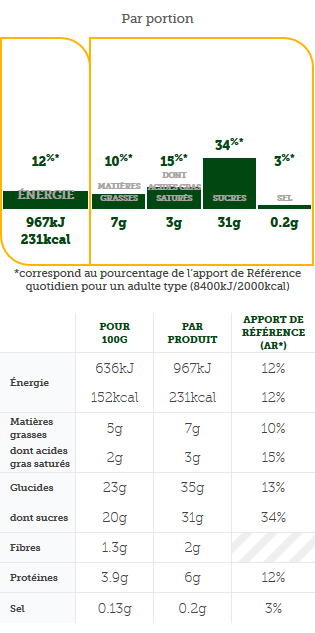 Par portion
12%* 10%* 15%* 34%* 3%*
ÉNERGIE MATIÈRES GRASSES DONT ACIDES GRAS SATURÉS SUCRES SEL
967kJ 7g 3g 31g 0.2g
231kcal
*correspond au pourcentage de l'apport de Référence
quotidien pour un adulte type (8400kJ/2000kcal)
POUR 100G PAR PRODUIT APPORT DE RÉFÉRENCE (AR*)
Énergie 636kJ 967kJ 12%
152kcal 231kcal 12%
Matières grasses 5g 7g 10%
dont acides gras saturés 2g 3g 15%
Glucides 23g 35g 13%
dont sucres 20g 31g 34%
Fibres 1.3g 2g
Protéines 3.9g 6g 12%
Sel 0.13g 0.2g 3%